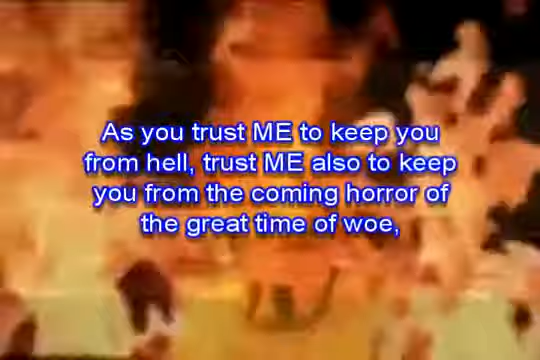 As you trust ME to keep you
from hell, trust ME also to keep
you from the coming horror of
the great time of woe,